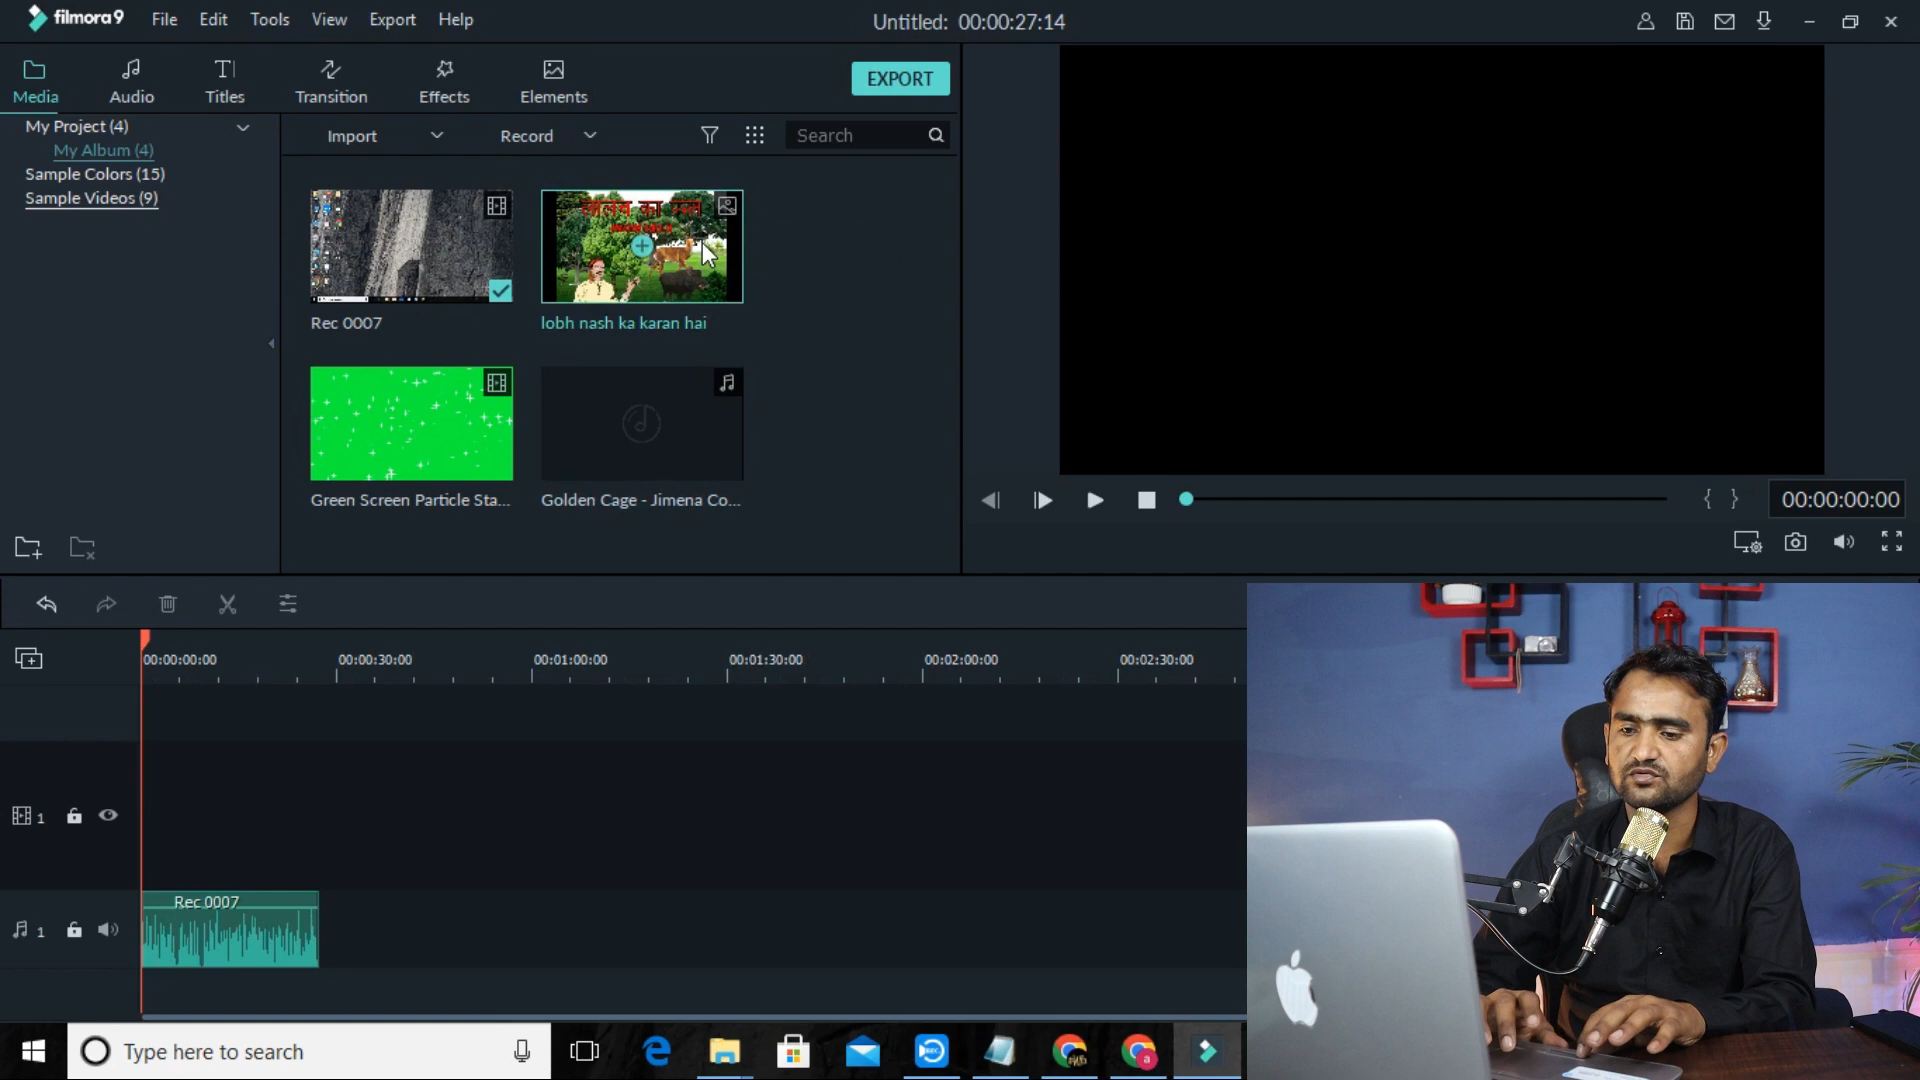 filmora9
File Edit Tools View Export Help
Untitled: 00:00:27:14
Media
Audio
Titles
Transition
Effects
Elements
EXPORT
My Project (4)
My Album (4)
Sample Colors (15)
Sample Videos (9)
Import
Record
Search
लालच का
Rec 0007
lobh nash ka karan hai
Green Screen Particle Sta...
Golden Cage - Jimena Co...
{ }
00:00:00:00
00:00:00:00
00:00:30:00
00:01:00:00
00:01:30:00
00:02:00:00
00:02:30:00
1
Rec 0007
1
Type here to search
REC
a